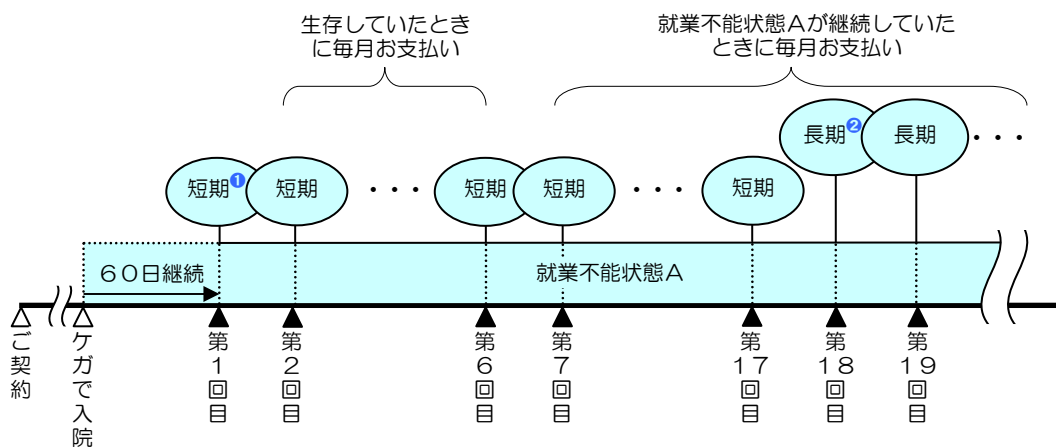 生存していたとき
に毎月お支払い
就業不能状態Aが継続していた
ときに毎月お支払い
短期❶
短期
・・・
短期
短期
・・・
短期
長期❷
長期
・・・
60日継続
就業不能状態A
ご契約
ケガで入院
第1回目
第2回目
第6回目
第7回目
第17回目
第18回目
第19回目